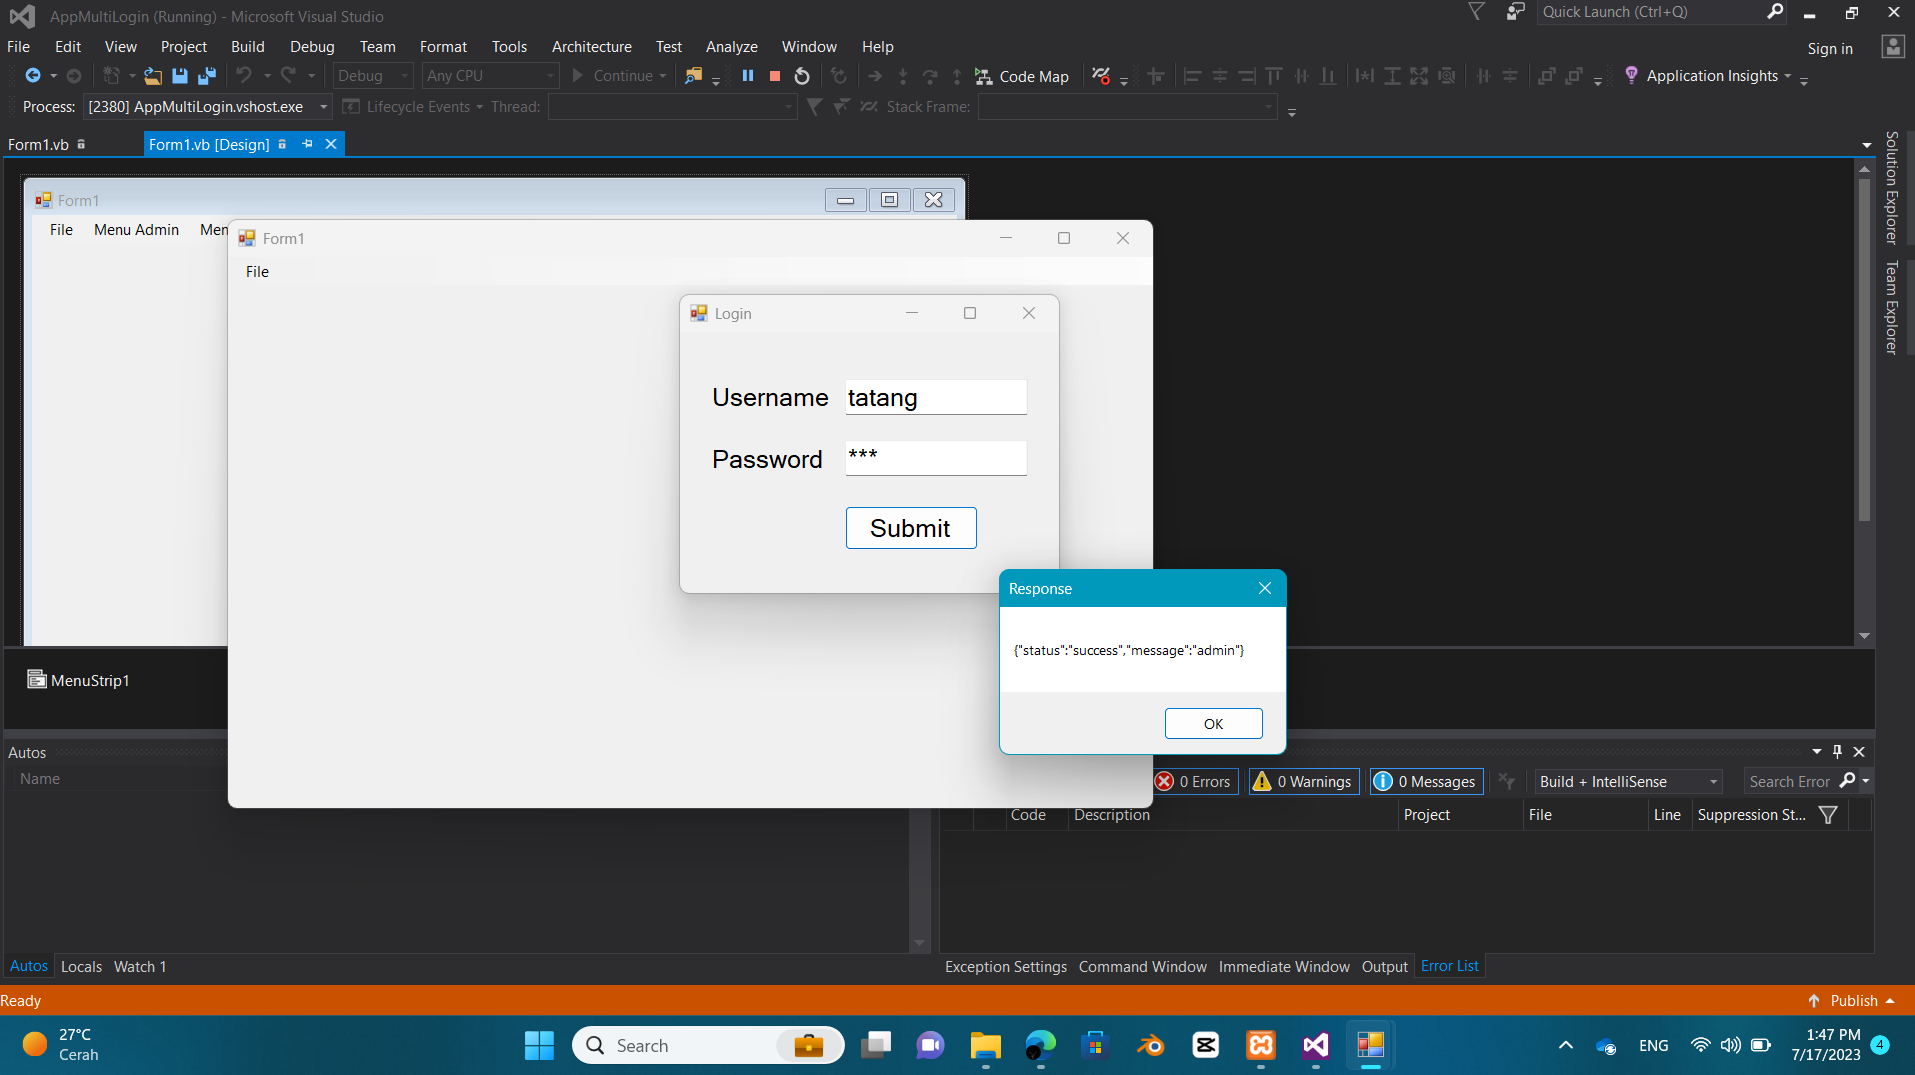 AppMultiLogin (Running) - Microsoft Visual Studio
Quick Launch (Ctrl+Q)
File Edit View Project Build Debug Team Format Tools Architecture Test Analyze Window Help
Sign in
Debug Any CPU Continue Code Map Application Insights
Process: [2380] AppMultiLogin.vshost.exe Lifecycle Events Thread: Stack Frame:
Form1.vb Form1.vb [Design]
Solution Explorer
Team Explorer
Form1
File Menu Admin Men
Form1
File
Login
Username tatang
Password ***
Submit
Response
{"status":"success","message":"admin"}
OK
MenuStrip1
Autos
Name
0 Errors 0 Warnings 0 Messages Build + IntelliSense Search Error
Code Description Project File Line Suppression St...
Autos Locals Watch 1
Exception Settings Command Window Immediate Window Output Error List
Ready
Publish
27°C
Cerah
Search
ENG
1:47 PM
7/17/2023
4